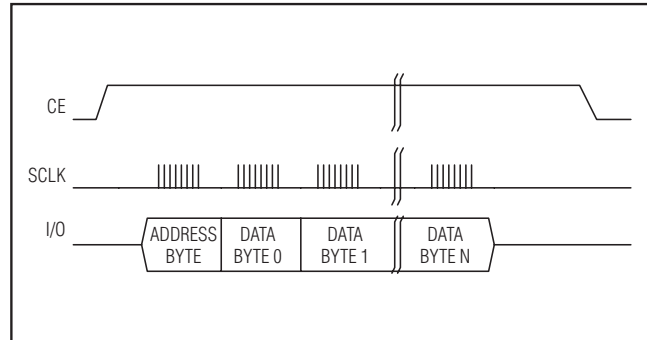 CE
SCLK
I/O
ADDRESS
BYTE
DATA
BYTE 0
DATA
BYTE 1
DATA
BYTE N